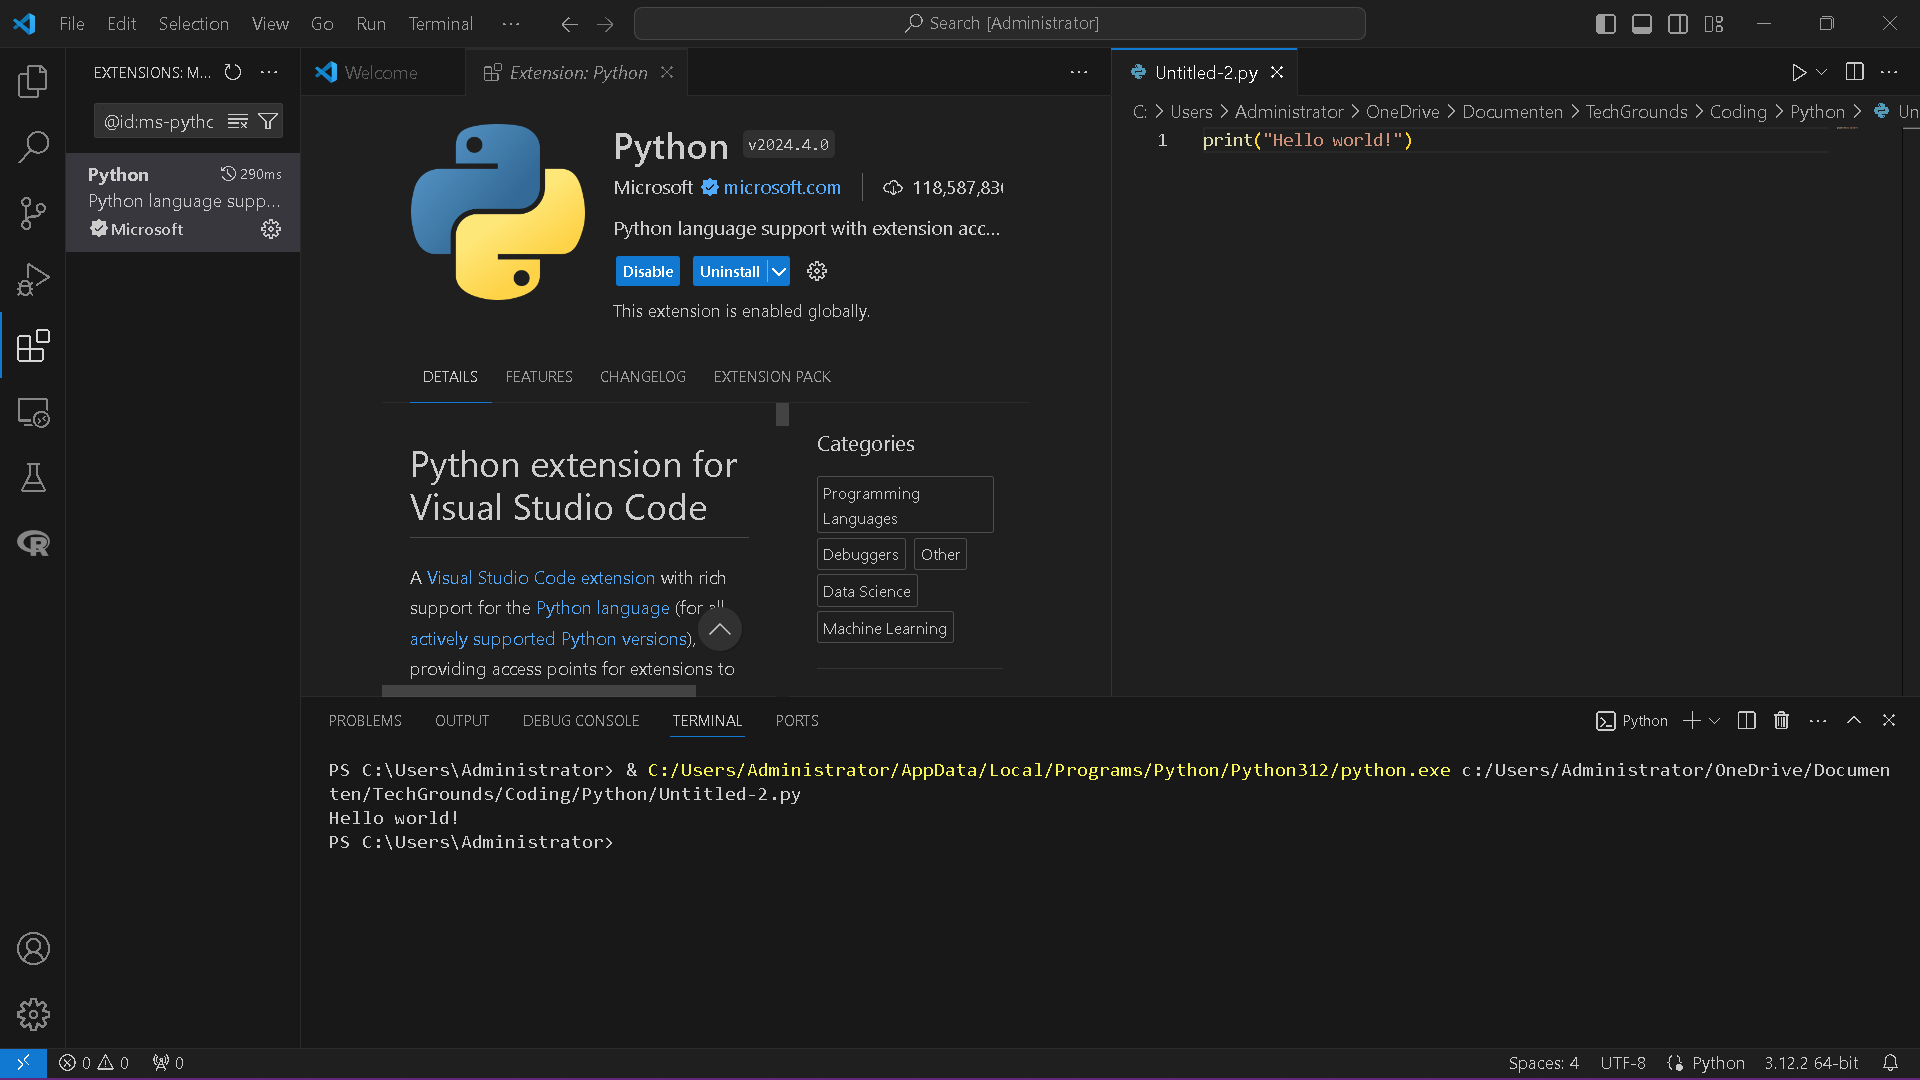 File Edit Selection View Go Run Terminal ···
Search [Administrator]
EXTENSIONS: M...
@id:ms-pythc
Python 290ms
Python language supp...
Microsoft
Welcome
Extension: Python
Python v2024.4.0
Microsoft microsoft.com 118,587,83
Python language support with extension acc...
Disable Uninstall
This extension is enabled globally.
DETAILS FEATURES CHANGELOG EXTENSION PACK
Python extension for
Visual Studio Code
A Visual Studio Code extension with rich
support for the Python language (for all
actively supported Python versions),
providing access points for extensions to
Categories
Programming
Languages
Debuggers Other
Data Science
Machine Learning
Untitled-2.py
C: > Users > Administrator > OneDrive > Documenten > TechGrounds > Coding > Python > Un
1 print("Hello world!")
PROBLEMS OUTPUT DEBUG CONSOLE TERMINAL PORTS
Python
PS C:\Users\Administrator> & C:/Users/Administrator/AppData/Local/Programs/Python/Python312/python.exe c:/Users/Administrator/OneDrive/Documen
ten/TechGrounds/Coding/Python/Untitled-2.py
Hello world!
PS C:\Users\Administrator>
0 0 0
Spaces: 4 UTF-8 Python 3.12.2 64-bit